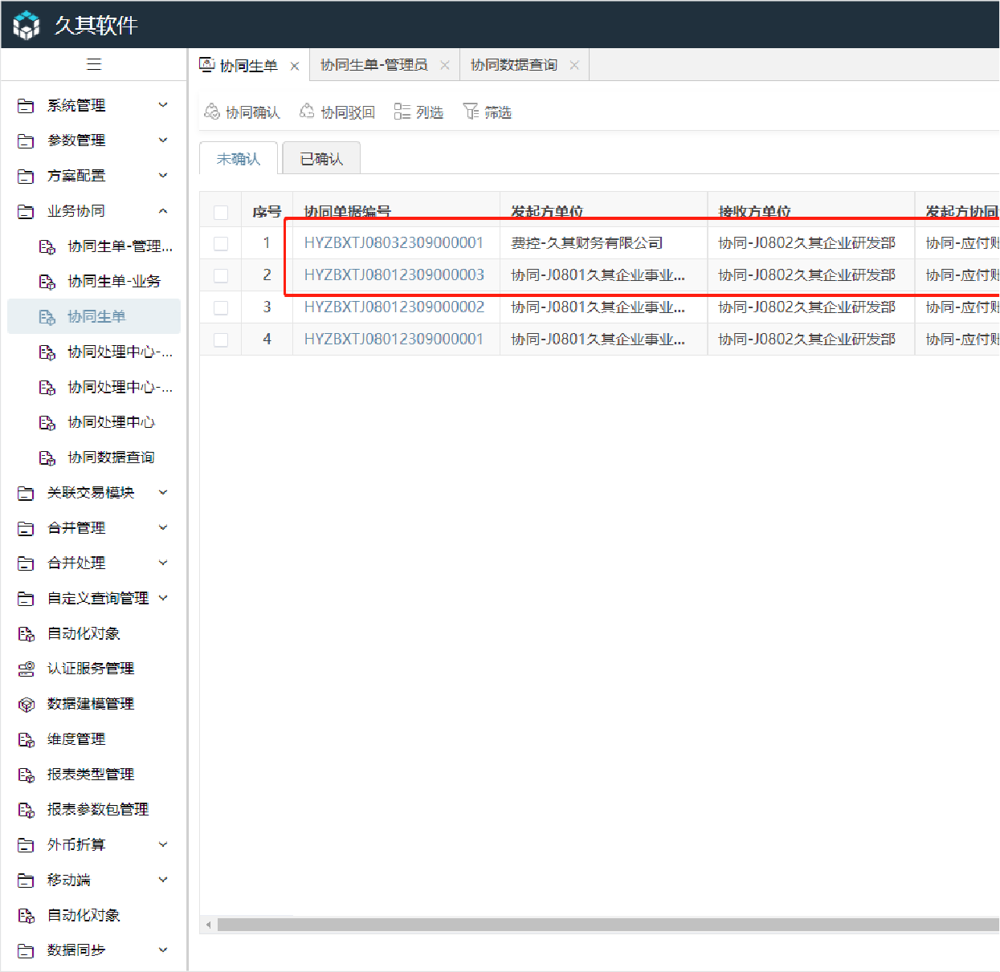 久其软件
协同生单
协同生单-管理员
协同数据查询
协同确认
协同驳回
列选
筛选
未确认
已确认
系统管理
参数管理
方案配置
业务协同
协同生单-管理...
协同生单-业务
协同生单
协同处理中心-...
协同处理中心-...
协同处理中心
协同数据查询
关联交易模块
合并管理
合并处理
自定义查询管理
自动化对象
认证服务管理
数据建模管理
维度管理
报表类型管理
报表参数包管理
外币折算
移动端
自动化对象
数据同步
序号 协同单据编号 发起方单位 接收方单位 发起方协同
1 HYZBXTJ08032309000001 费控-久其财务有限公司 协同-J0802久其企业研发部 协同-应付账
2 HYZBXTJ08012309000003 协同-J0801久其企业事业... 协同-J0802久其企业研发部 协同-应付账
3 HYZBXTJ08012309000002 协同-J0801久其企业事业... 协同-J0802久其企业研发部 协同-应付账
4 HYZBXTJ08012309000001 协同-J0801久其企业事业... 协同-J0802久其企业研发部 协同-应付账